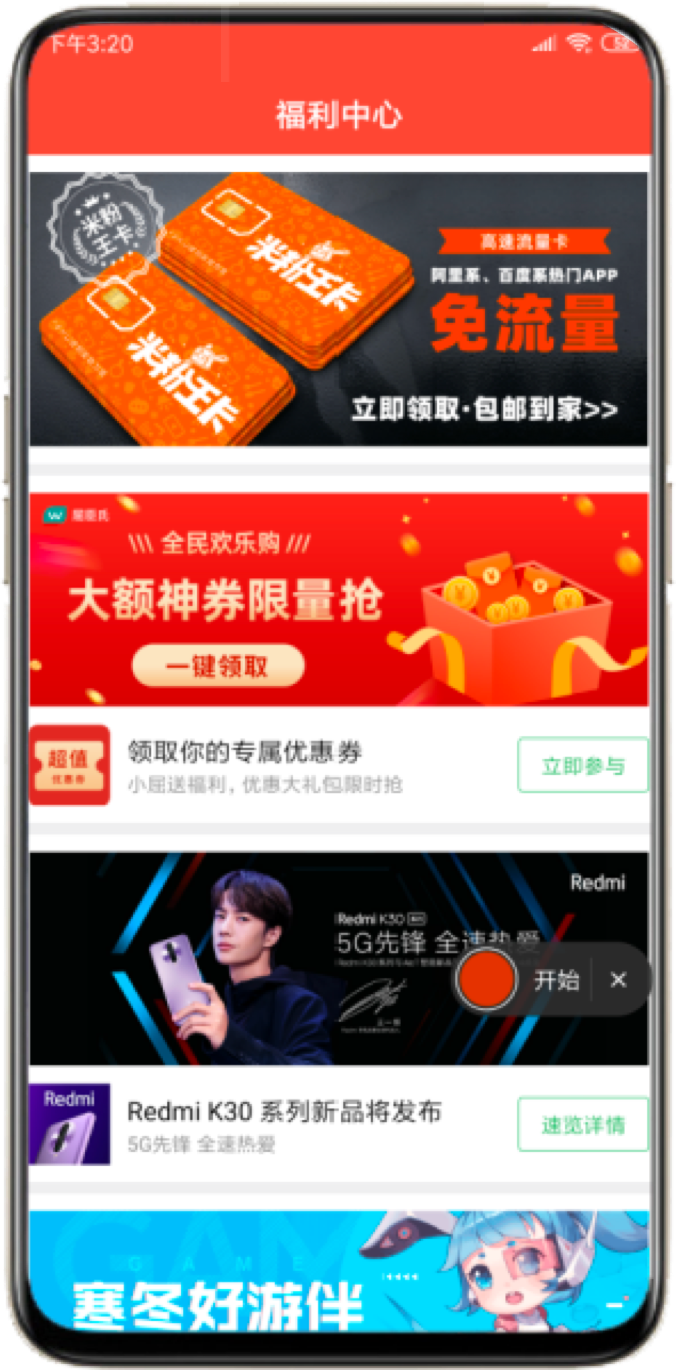 下午3:20
52
福利中心
米粉
王卡
米粉王卡
米粉王卡
高速流量卡
阿里系、百度系热门APP
免流量
立即领取·包邮到家>>
屈臣氏
\\\ 全民欢乐购 ///
大额神券限量抢
一键领取
超值
优惠券
领取你的专属优惠券
小屈送福利，优惠大礼包限时抢
立即参与
Redmi
Redmi K30
5G先锋 全速热爱
王一博
开始 ×
Redmi
Redmi K30 系列新品将发布
5G先锋 全速热爱
速览详情
GAME
寒冬好游伴